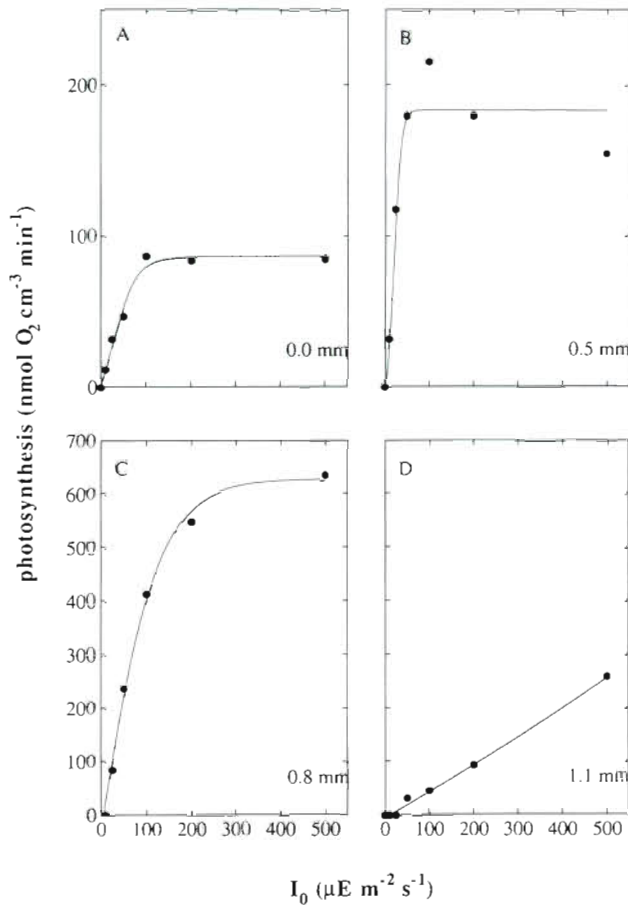 A
B
200
100
0
0.0 mm
0.5 mm
photosynthesis (nmol O₂ cm⁻³ min⁻¹)
700
600
500
400
300
200
100
0
C
D
0.8 mm
1.1 mm
0 100 200 300 400 500
0 100 200 300 400 500
I₀ (µE m⁻² s⁻¹)